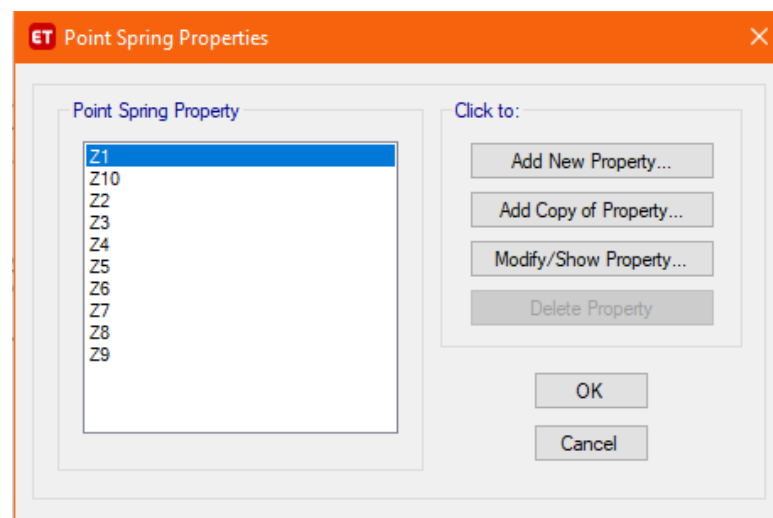 ET Point Spring Properties
Point Spring Property
Z1
Z10
Z2
Z3
Z4
Z5
Z6
Z7
Z8
Z9
Click to:
Add New Property...
Add Copy of Property...
Modify/Show Property...
Delete Property
OK
Cancel